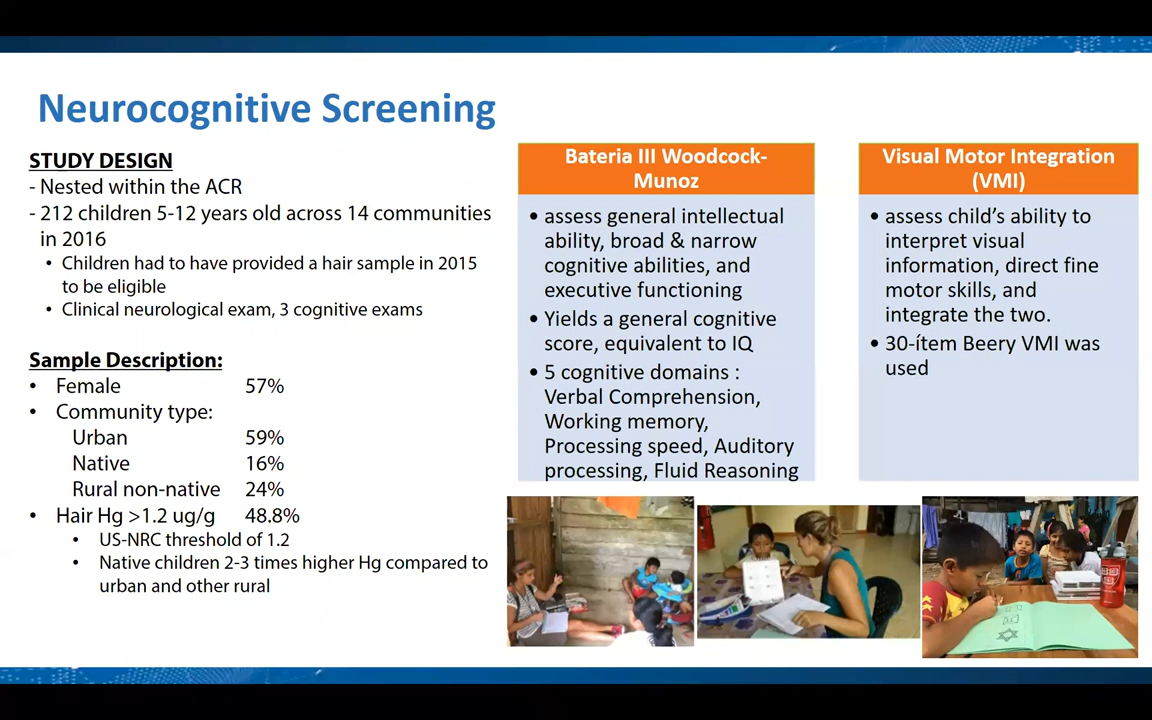 Neurocognitive Screening
STUDY DESIGN
- Nested within the ACR
- 212 children 5-12 years old across 14 communities
in 2016
• Children had to have provided a hair sample in 2015
to be eligible
• Clinical neurological exam, 3 cognitive exams
Sample Description:
• Female 57%
• Community type:
Urban 59%
Native 16%
Rural non-native 24%
• Hair Hg >1.2 ug/g 48.8%
• US-NRC threshold of 1.2
• Native children 2-3 times higher Hg compared to
urban and other rural
Bateria III Woodcock-
Munoz
• assess general intellectual
ability, broad & narrow
cognitive abilities, and
executive functioning
• Yields a general cognitive
score, equivalent to IQ
• 5 cognitive domains :
Verbal Comprehension,
Working memory,
Processing speed, Auditory
processing, Fluid Reasoning
Visual Motor Integration
(VMI)
• assess child's ability to
interpret visual
information, direct fine
motor skills, and
integrate the two.
• 30-ítem Beery VMI was
used